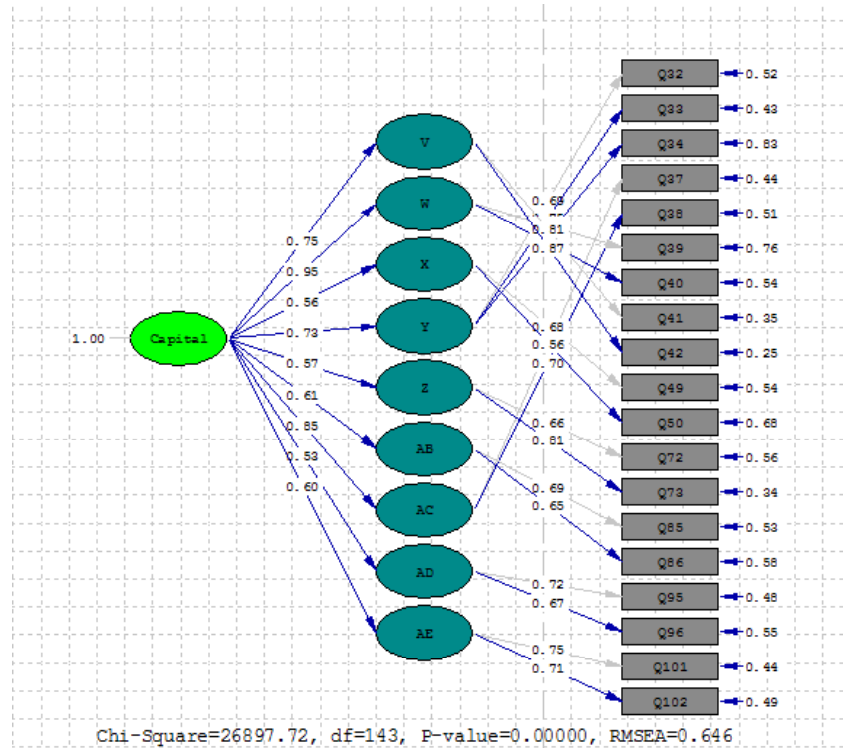 Q32
0.52
Q33
0.43
V
Q34
0.83
Q37
0.44
W
0.69
0.81
Q38
0.51
0.75
0.87
Q39
0.76
0.95
X
Q40
0.54
0.56
Q41
0.35
1.00
Capital
0.73
Y
0.68
0.56
Q42
0.25
0.57
0.70
Z
Q49
0.54
0.61
Q50
0.68
0.85
0.66
0.81
Q72
0.56
0.53
AB
Q73
0.34
0.60
0.69
0.65
Q85
0.53
AC
Q86
0.58
AD
0.72
0.67
Q95
0.48
AE
0.75
0.71
Q96
0.55
Q101
0.44
Q102
0.49
Chi-Square=26897.72, df=143, P-value=0.00000, RMSEA=0.646